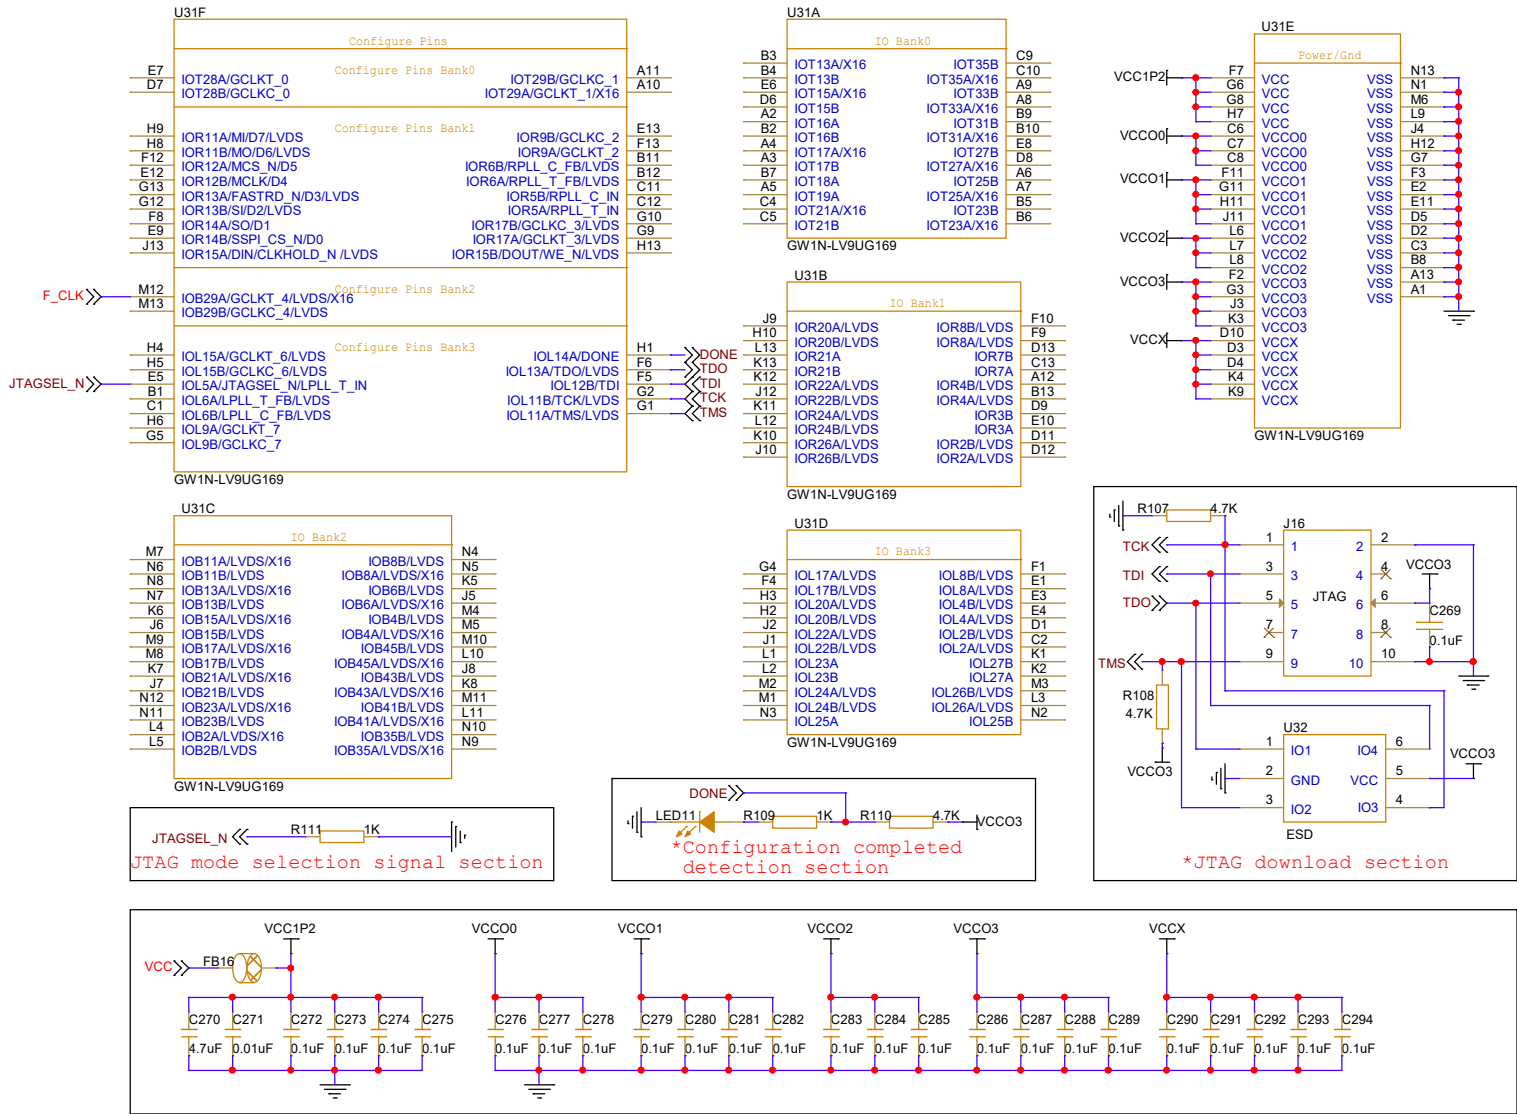 U31F
Configure Pins
Configure Pins Bank0
E7 IOT28A/GCLKT_0 IOT29B/GCLKC_1 A11
D7 IOT28B/GCLKC_0 IOT29A/GCLKT_1/X16 A10
Configure Pins Bank1
H9 IOR11A/MI/D7/LVDS IOR9B/GCLKC_2 E13
H8 IOR11B/MO/D6/LVDS IOR9A/GCLKT_2 F13
F12 IOR12A/MCS_N/D5 IOR6B/RPLL_C_FB/LVDS B11
E12 IOR12B/MCLK/D4 IOR6A/RPLL_T_FB/LVDS B12
G13 IOR13A/FASTRD_N/D3/LVDS IOR5B/RPLL_C_IN C11
G12 IOR13B/SI/D2/LVDS IOR5A/RPLL_T_IN C12
F8 IOR14A/SO/D1 IOR17B/GCLKC_3/LVDS G10
E9 IOR14B/SSPI_CS_N/D0 IOR17A/GCLKT_3/LVDS G9
J13 IOR15A/DIN/CLKHOLD_N /LVDS IOR15B/DOUT/WE_N/LVDS H13
Configure Pins Bank2
F_CLK M12 IOB29A/GCLKT_4/LVDS/X16
M13 IOB29B/GCLKC_4/LVDS
Configure Pins Bank3
H4 IOL15A/GCLKT_6/LVDS IOL14A/DONE H1 DONE
H5 IOL15B/GCLKC_6/LVDS IOL13A/TDO/LVDS F6 TDO
JTAGSEL_N E5 IOL5A/JTAGSEL_N/LPLL_T_IN IOL12B/TDI F5 TDI
B1 IOL6A/LPLL_T_FB/LVDS IOL11B/TCK/LVDS G2 TCK
C1 IOL6B/LPLL_C_FB/LVDS IOL11A/TMS/LVDS G1 TMS
H6 IOL9A/GCLKT_7
G5 IOL9B/GCLKC_7
GW1N-LV9UG169
U31A
IO Bank0
B3 IOT13A/X16 IOT35B C9
B4 IOT13B IOT35A/X16 C10
E6 IOT15A/X16 IOT33B A9
D6 IOT15B IOT33A/X16 A8
A2 IOT16A IOT31B B9
B2 IOT16B IOT31A/X16 B10
A4 IOT17A/X16 IOT27B E8
A3 IOT17B IOT27A/X16 D8
B7 IOT18A IOT25B A6
A5 IOT19A IOT25A/X16 A7
C4 IOT21A/X16 IOT23B B5
C5 IOT21B IOT23A/X16 B6
GW1N-LV9UG169
U31B
IO Bank1
J9 IOR20A/LVDS IOR8B/LVDS F10
H10 IOR20B/LVDS IOR8A/LVDS F9
L13 IOR21A IOR7B D13
K13 IOR21B IOR7A C13
K12 IOR22A/LVDS IOR4B/LVDS A12
J12 IOR22B/LVDS IOR4A/LVDS B13
K11 IOR24A/LVDS IOR3B D9
L12 IOR24B/LVDS IOR3A E10
K10 IOR26A/LVDS IOR2B/LVDS D11
J10 IOR26B/LVDS IOR2A/LVDS D12
GW1N-LV9UG169
U31E
Power/Gnd
VCC1P2 F7 VCC VSS N13
G6 VCC VSS N1
G8 VCC VSS M6
H7 VCC VSS L9
VCCO0 C6 VCCO0 VSS J4
C7 VCCO0 VSS H12
C8 VCCO0 VSS G7
VCCO1 F11 VCCO1 VSS F3
G11 VCCO1 VSS E2
H11 VCCO1 VSS E11
J11 VCCO1 VSS D5
VCCO2 L6 VCCO2 VSS D2
L7 VCCO2 VSS C3
L8 VCCO2 VSS B8
VCCO3 F2 VCCO3 VSS A13
G3 VCCO3 VSS A1
J3 VCCO3
K3 VCCO3
VCCX D10 VCCX
D3 VCCX
D4 VCCX
K4 VCCX
K9 VCCX
GW1N-LV9UG169
U31C
IO Bank2
M7 IOB11A/LVDS/X16 IOB8B/LVDS N4
N6 IOB11B/LVDS IOB8A/LVDS/X16 N5
N8 IOB13A/LVDS/X16 IOB6B/LVDS K5
N7 IOB13B/LVDS IOB6A/LVDS/X16 J5
K6 IOB15A/LVDS/X16 IOB4B/LVDS M4
J6 IOB15B/LVDS IOB4A/LVDS/X16 M5
M9 IOB17A/LVDS/X16 IOB45B/LVDS M10
M8 IOB17B/LVDS IOB45A/LVDS/X16 L10
K7 IOB21A/LVDS/X16 IOB43B/LVDS J8
J7 IOB21B/LVDS IOB43A/LVDS/X16 K8
N12 IOB23A/LVDS/X16 IOB41B/LVDS M11
N11 IOB23B/LVDS IOB41A/LVDS/X16 L11
L4 IOB2A/LVDS/X16 IOB35B/LVDS N10
L5 IOB2B/LVDS IOB35A/LVDS/X16 N9
GW1N-LV9UG169
U31D
IO Bank3
G4 IOL17A/LVDS IOL8B/LVDS F1
F4 IOL17B/LVDS IOL8A/LVDS E1
H3 IOL20A/LVDS IOL4B/LVDS E3
H2 IOL20B/LVDS IOL4A/LVDS E4
J2 IOL22A/LVDS IOL2B/LVDS D1
J1 IOL22B/LVDS IOL2A/LVDS C2
L1 IOL23A IOL27B K1
L2 IOL23B IOL27A K2
M2 IOL24A/LVDS IOL26B/LVDS M3
M1 IOL24B/LVDS IOL26A/LVDS L3
N3 IOL25A IOL25B N2
GW1N-LV9UG169
R107 4.7K
J16
TCK 1 1 2 2
TDI 3 3 4 4 VCCO3
TDO 5 5 JTAG 6 6
C269
7 7 8 8 0.1uF
TMS 9 9 10 10
R108
4.7K
VCCO3
U32
1 IO1 IO4 6 VCCO3
2 GND VCC 5
3 IO2 IO3 4
ESD
*JTAG download section
JTAGSEL_N R111 1K
JTAG mode selection signal section
DONE
LED11 R109 1K R110 4.7K VCCO3
*Configuration completed
detection section
VCC1P2 VCCO0 VCCO1 VCCO2 VCCO3 VCCX
VCC FB16
C270 C271 C272 C273 C274 C275 C276 C277 C278 C279 C280 C281 C282 C283 C284 C285 C286 C287 C288 C289 C290 C291 C292 C293 C294
4.7uF 0.01uF 0.1uF 0.1uF 0.1uF 0.1uF 0.1uF 0.1uF 0.1uF 0.1uF 0.1uF 0.1uF 0.1uF 0.1uF 0.1uF 0.1uF 0.1uF 0.1uF 0.1uF 0.1uF 0.1uF 0.1uF 0.1uF 0.1uF 0.1uF